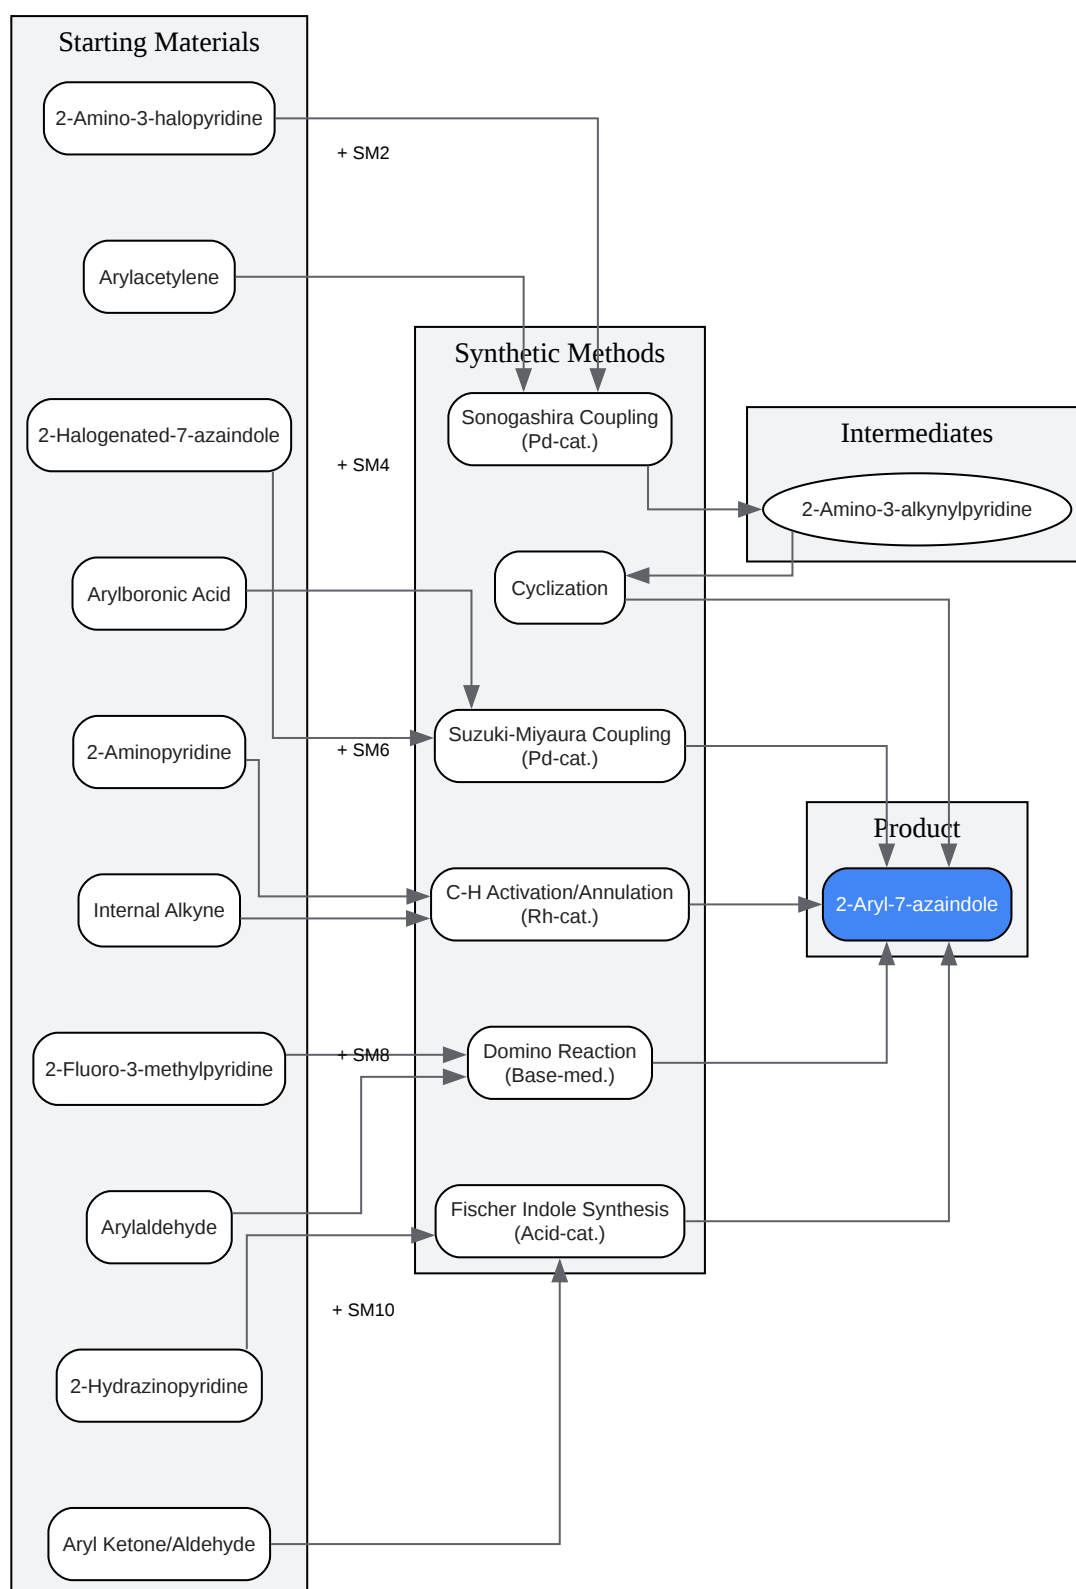 Starting Materials
2-Amino-3-halopyridine
+ SM2
Arylacetylene
2-Halogenated-7-azaindole
+ SM4
Arylboronic Acid
2-Aminopyridine
+ SM6
Internal Alkyne
2-Fluoro-3-methylpyridine
+ SM8
Arylaldehyde
2-Hydrazinopyridine
+ SM10
Aryl Ketone/Aldehyde
Synthetic Methods
Sonogashira Coupling
(Pd-cat.)
Cyclization
Suzuki-Miyaura Coupling
(Pd-cat.)
C-H Activation/Annulation
(Rh-cat.)
Domino Reaction
(Base-med.)
Fischer Indole Synthesis
(Acid-cat.)
Intermediates
2-Amino-3-alkynylpyridine
Product
2-Aryl-7-azaindole